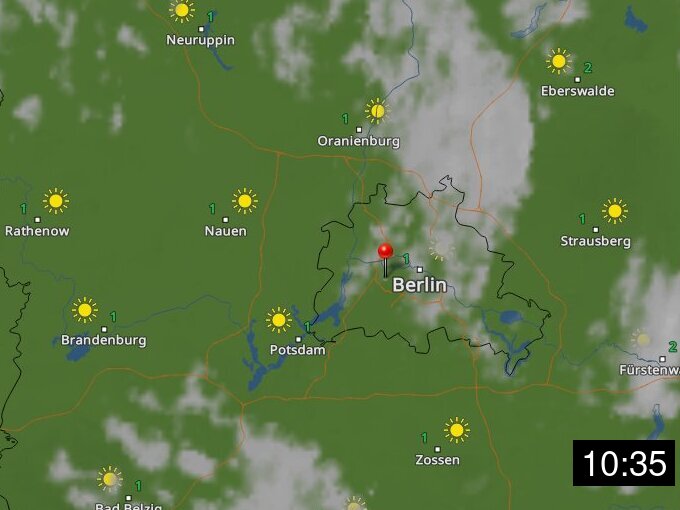 1
Neuruppin
2
Eberswalde
1
Oranienburg
1
Rathenow
1
Nauen
1
Strausberg
1
Berlin
1
Brandenburg
1
Potsdam
2
Fürstenwa
1
Zossen
10:35
1
Bad Belzig